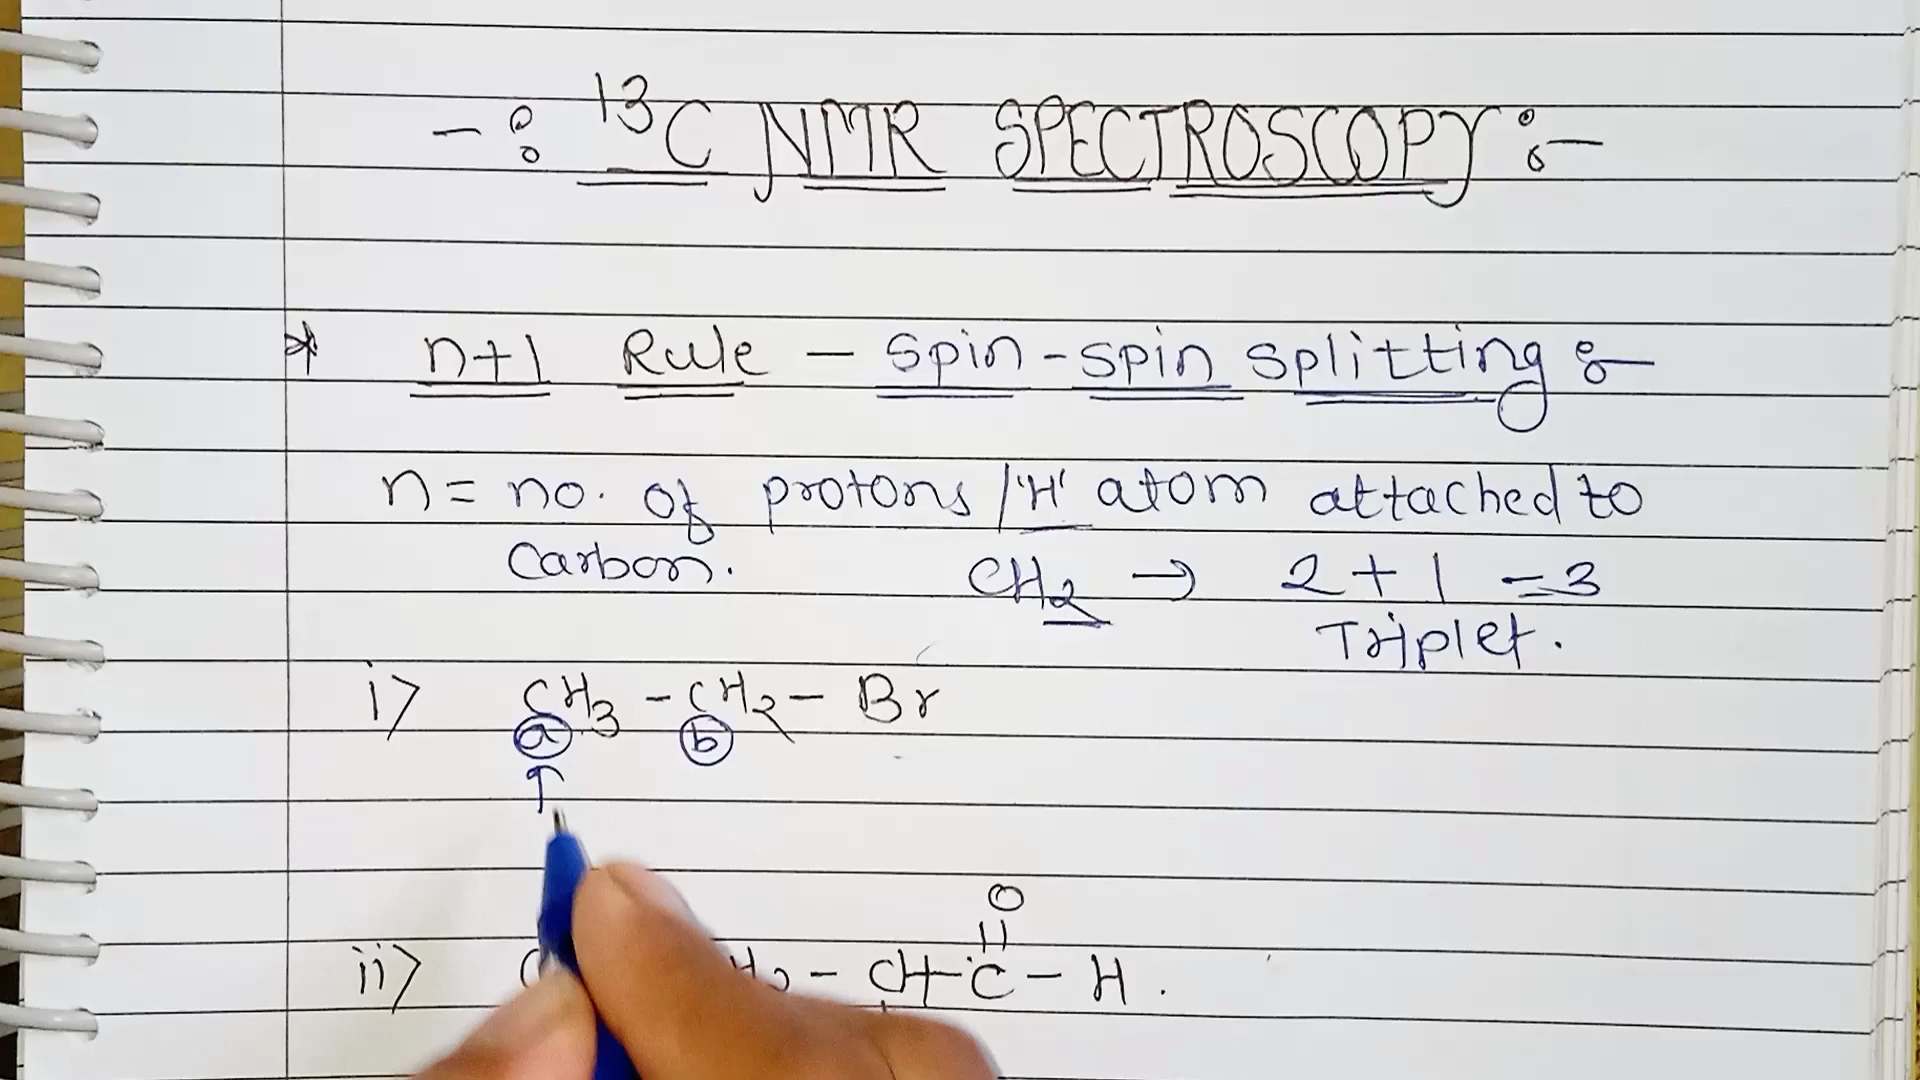 -: ¹³C NMR SPECTROSCOPY :-
* n+1 Rule - Spin-spin splitting :-
n = no. of protons / 'H' atom attached to
Carbon. CH₂ → 2 + 1 = 3
Triplet.
i> CH₃ - CH₂ - Br
a b
↑
O
||
ii> - CH - C - H .